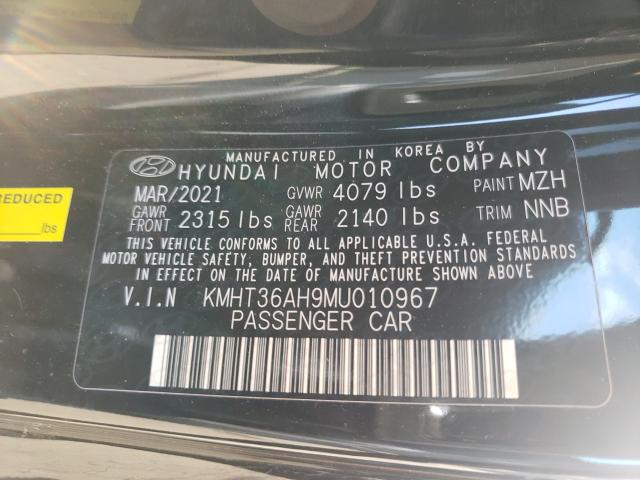 MANUFACTURED IN KOREA BY
HYUNDAI MOTOR COMPANY
MAR/2021 GVWR 4079 lbs PAINT MZH
GAWR FRONT 2315 lbs GAWR REAR 2140 lbs TRIM NNB
THIS VEHICLE CONFORMS TO ALL APPLICABLE U.S.A. FEDERAL
MOTOR VEHICLE SAFETY, BUMPER, AND THEFT PREVENTION STANDARDS
IN EFFECT ON THE DATE OF MANUFACTURE SHOWN ABOVE
V.I.N KMHT36AH9MU010967
PASSENGER CAR
REDUCED
lbs